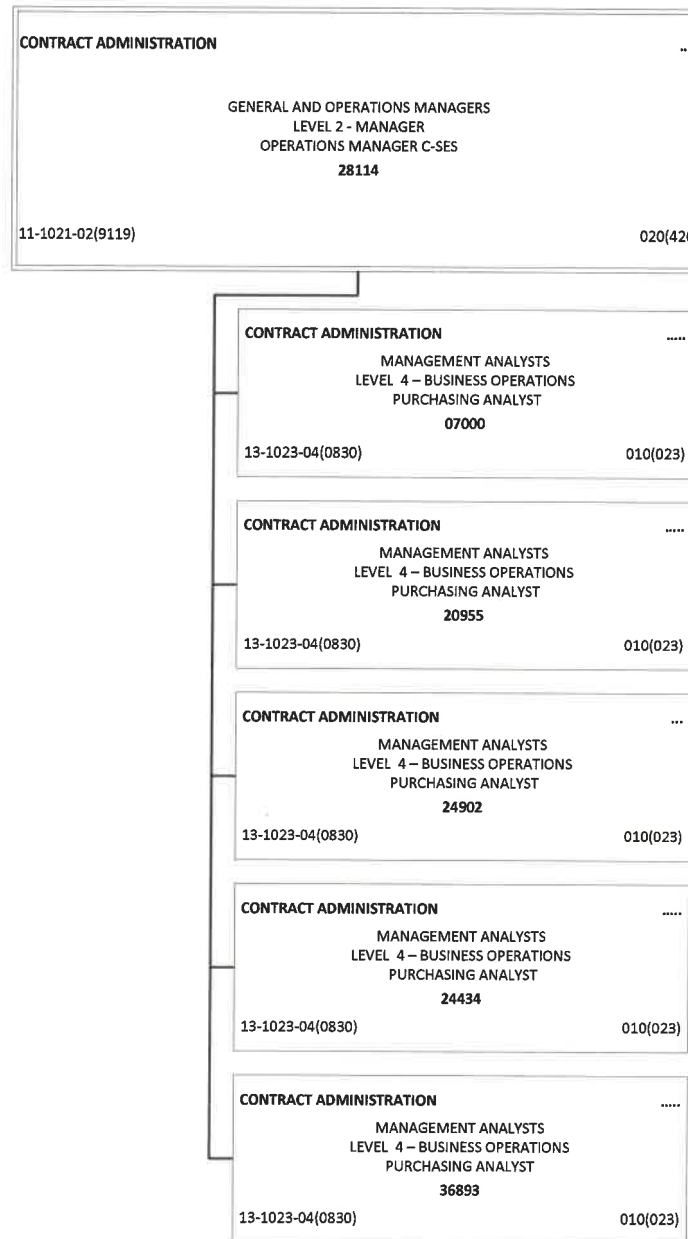 CONTRACT ADMINISTRATION ...
GENERAL AND OPERATIONS MANAGERS
LEVEL 2 - MANAGER
OPERATIONS MANAGER C-SES
28114
11-1021-02(9119) 020(42
CONTRACT ADMINISTRATION .....
MANAGEMENT ANALYSTS
LEVEL 4 – BUSINESS OPERATIONS
PURCHASING ANALYST
07000
13-1023-04(0830) 010(023)
CONTRACT ADMINISTRATION .....
MANAGEMENT ANALYSTS
LEVEL 4 – BUSINESS OPERATIONS
PURCHASING ANALYST
20955
13-1023-04(0830) 010(023)
CONTRACT ADMINISTRATION ...
MANAGEMENT ANALYSTS
LEVEL 4 – BUSINESS OPERATIONS
PURCHASING ANALYST
24902
13-1023-04(0830) 010(023)
CONTRACT ADMINISTRATION .....
MANAGEMENT ANALYSTS
LEVEL 4 – BUSINESS OPERATIONS
PURCHASING ANALYST
24434
13-1023-04(0830) 010(023)
CONTRACT ADMINISTRATION .....
MANAGEMENT ANALYSTS
LEVEL 4 – BUSINESS OPERATIONS
PURCHASING ANALYST
36893
13-1023-04(0830) 010(023)